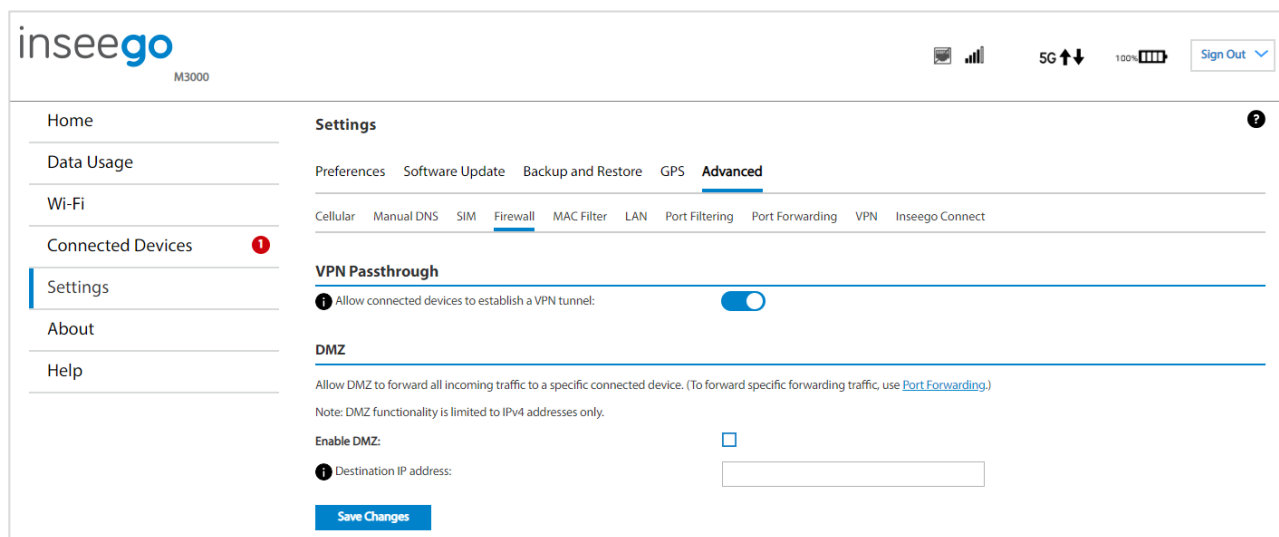 inseego
M3000
5G
100%
Sign Out
Home
Data Usage
Wi-Fi
Connected Devices 1
Settings
About
Help
Settings ?
Preferences Software Update Backup and Restore GPS Advanced
Cellular Manual DNS SIM Firewall MAC Filter LAN Port Filtering Port Forwarding VPN Inseego Connect
VPN Passthrough
i Allow connected devices to establish a VPN tunnel:
DMZ
Allow DMZ to forward all incoming traffic to a specific connected device. (To forward specific forwarding traffic, use Port Forwarding.)
Note: DMZ functionality is limited to IPv4 addresses only.
Enable DMZ:
i Destination IP address:
Save Changes